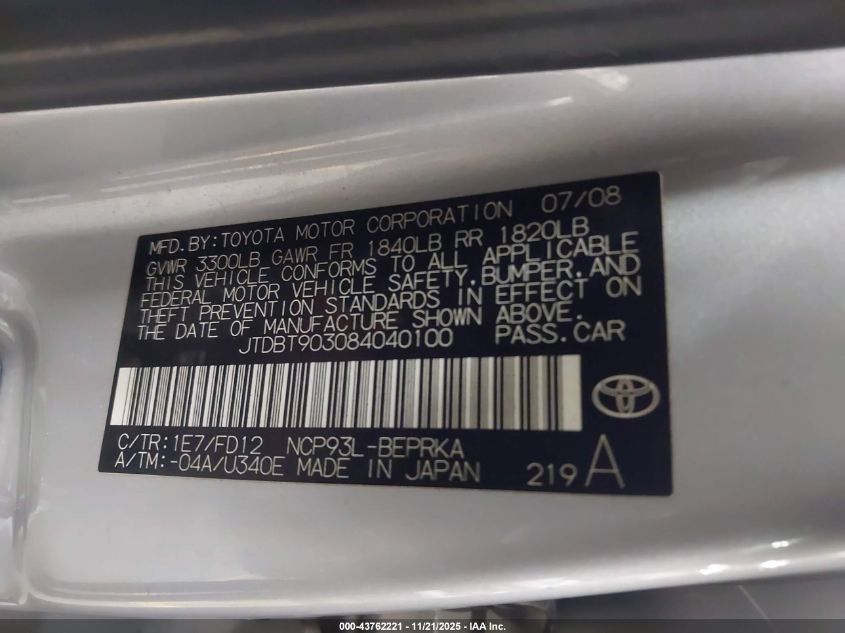 MFD. BY: TOYOTA MOTOR CORPORATION 07/08
GVWR 3300LB GAWR FR 1840LB RR 1820LB
THIS VEHICLE CONFORMS TO ALL APPLICABLE
FEDERAL MOTOR VEHICLE SAFETY, BUMPER, AND
THEFT PREVENTION STANDARDS IN EFFECT ON
THE DATE OF MANUFACTURE SHOWN ABOVE.
JTDBT903084040100 PASS. CAR
C/TR: 1E7/FD12 NCP93L-BEPRKA
A/TM: -04A/U340E MADE IN JAPAN 219 A
000-43762221 - 11/21/2025 - IAA Inc.